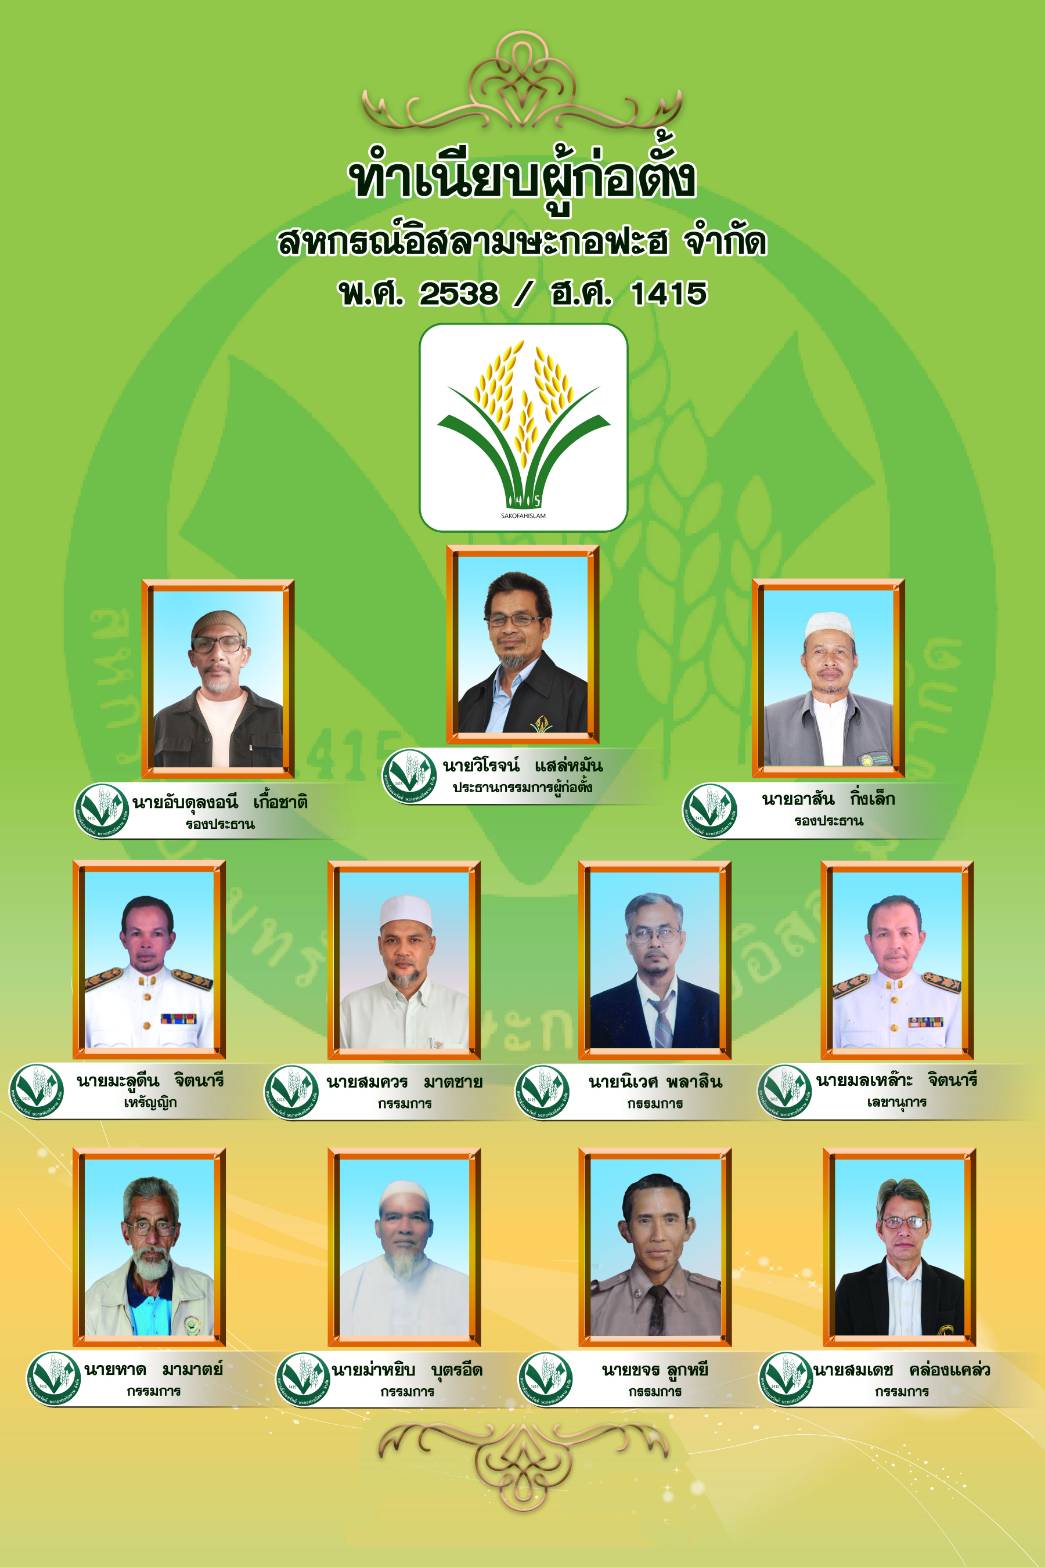 ทำเนียบผู้ก่อตั้ง
สหกรณ์อิสลามษะกอฟะฮ จำกัด
พ.ศ. 2538 / ฮ.ศ. 1415
1415
SAKOFAHISLAM
นายวิโรจน์ แสล่หมัน
ประธานกรรมการผู้ก่อตั้ง
นายอับดุลงอนี เกื้อชาติ
รองประธาน
นายอาสัน กิ่งเล็ก
รองประธาน
นายมะลูดีน จิตนารี
เหรัญญิก
นายสมควร มาตชาย
กรรมการ
นายนิเวศ พลาสิน
กรรมการ
นายมลเหล๊าะ จิตนารี
เลขานุการ
นายหาด มามาตย์
กรรมการ
นายม่าหยิบ บุตรอีด
กรรมการ
นายขจร ลูกหยี
กรรมการ
นายสมเดช คล่องแคล่ว
กรรมการ